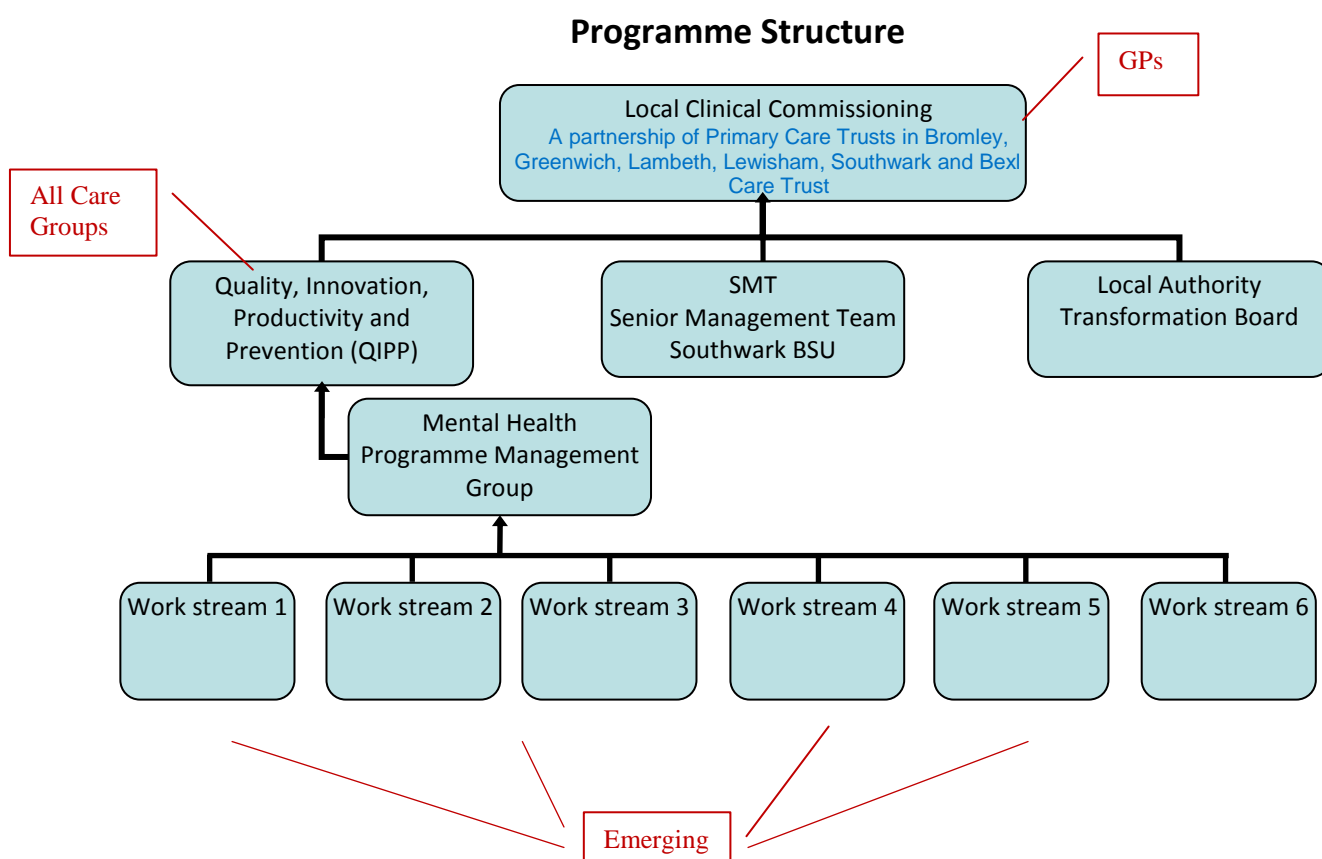 Programme Structure
GPs
Local Clinical Commissioning
A partnership of Primary Care Trusts in Bromley,
Greenwich, Lambeth, Lewisham, Southwark and Bexl
Care Trust
All Care
Groups
Quality, Innovation,
Productivity and
Prevention (QIPP)
SMT
Senior Management Team
Southwark BSU
Local Authority
Transformation Board
Mental Health
Programme Management
Group
Work stream 1
Work stream 2
Work stream 3
Work stream 4
Work stream 5
Work stream 6
Emerging